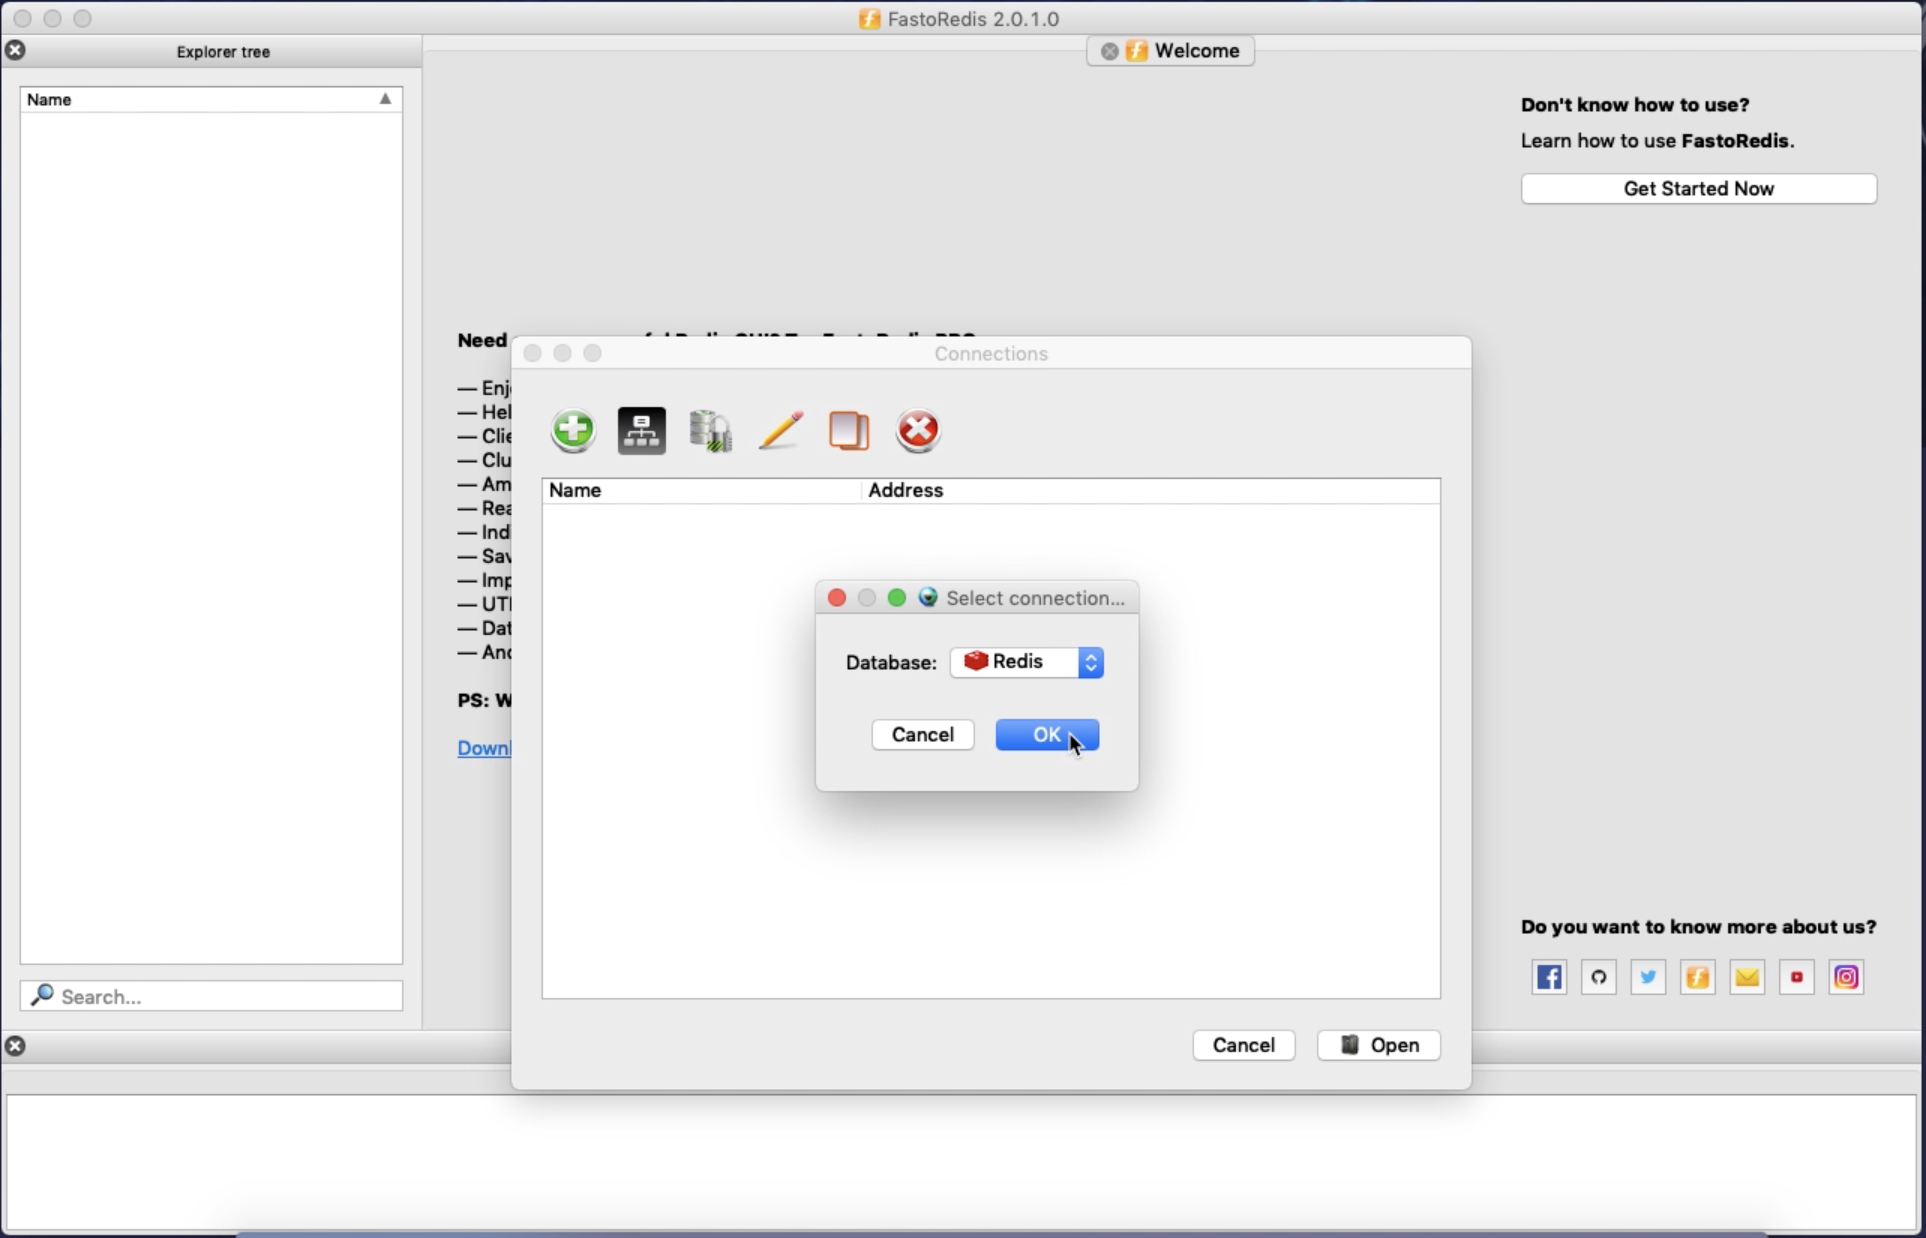 FastoRedis 2.0.1.0
Explorer tree
Welcome
Name
Don't know how to use?
Learn how to use FastoRedis.
Get Started Now
Need
Connections
— Enj
— Hel
— Clie
— Clu
— Am
— Rea
— Ind
— Sav
— Imp
— UTI
— Dat
— And
PS: W
Downl
Name Address
Select connection...
Database: Redis
Cancel OK
Do you want to know more about us?
Search...
Cancel Open